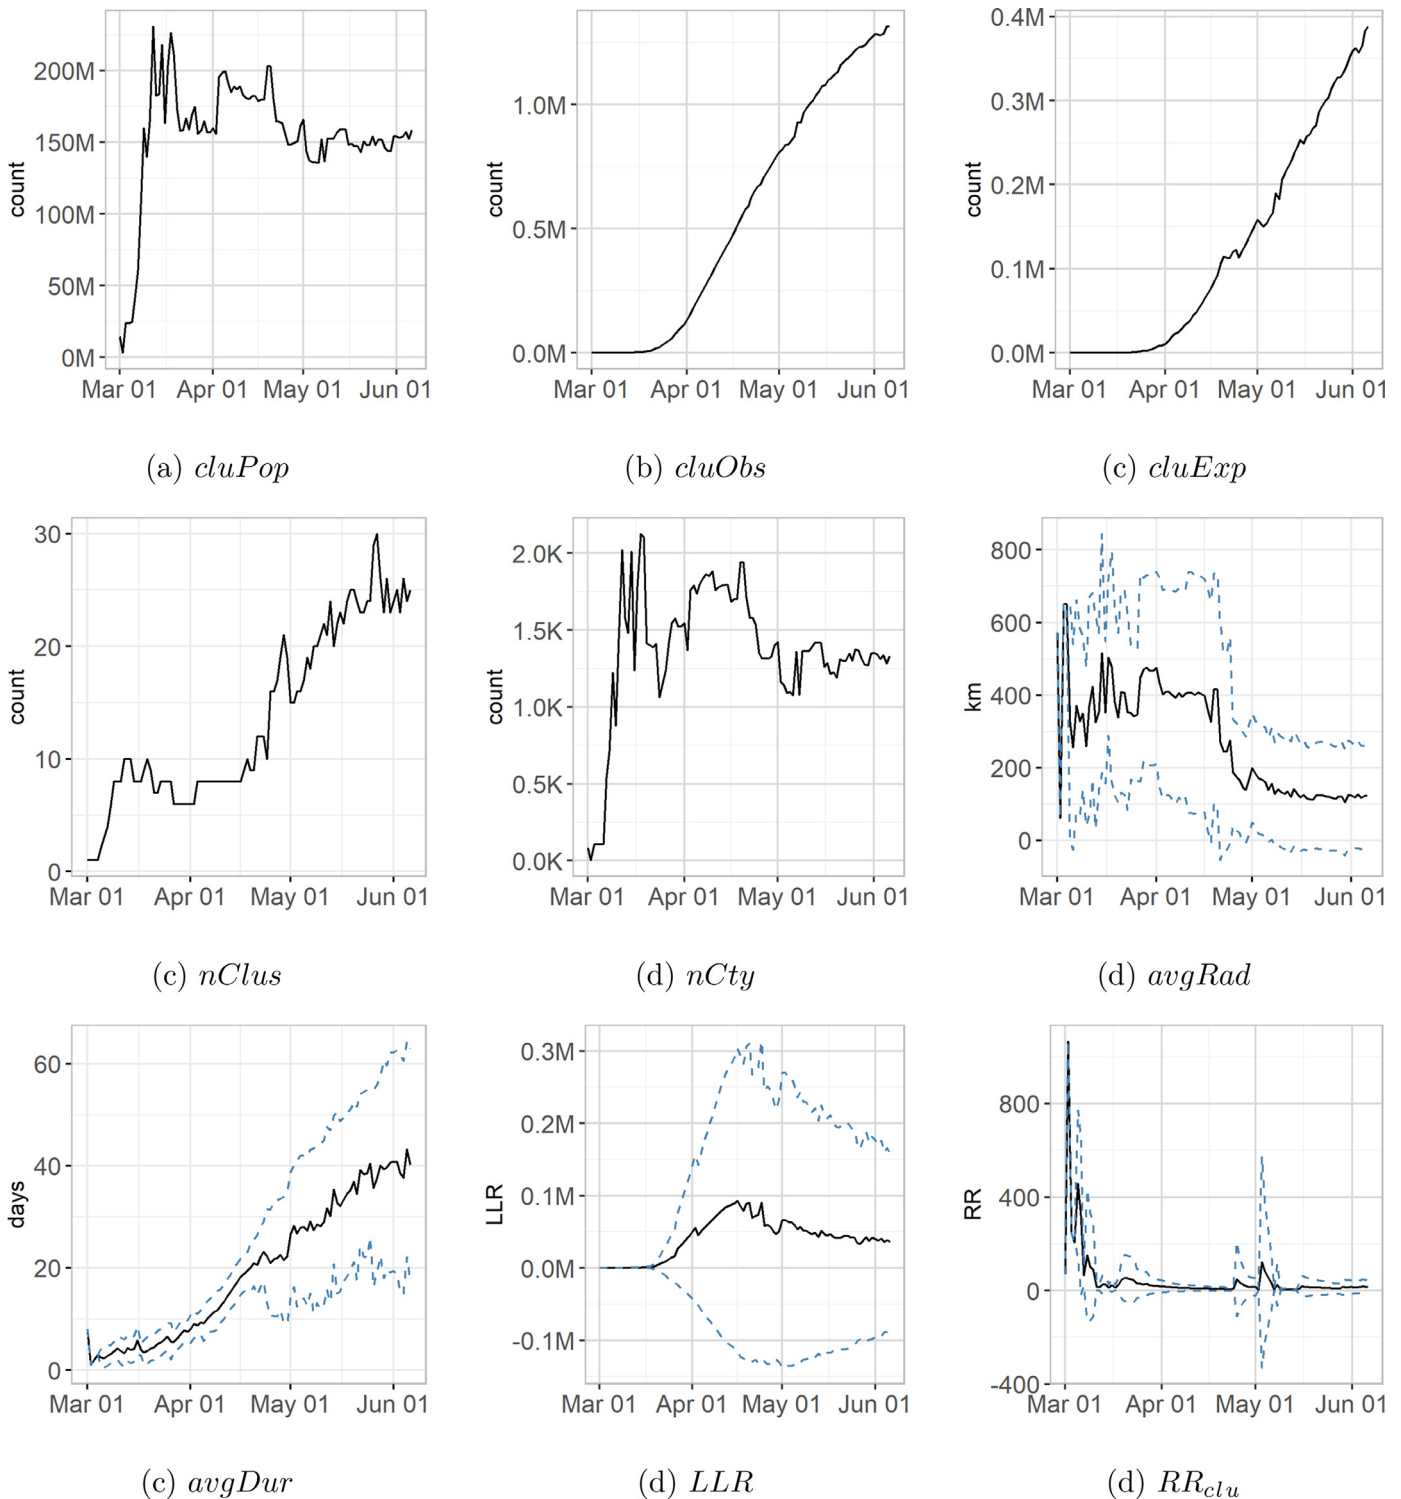 200M
150M
100M
50M
0M
count
Mar 01 Apr 01 May 01 Jun 01
(a) cluPop
1.0M
0.5M
0.0M
count
Mar 01 Apr 01 May 01 Jun 01
(b) cluObs
0.4M
0.3M
0.2M
0.1M
0.0M
count
Mar 01 Apr 01 May 01 Jun 01
(c) cluExp
30
20
10
0
count
Mar 01 Apr 01 May 01 Jun 01
(c) nClus
2.0K
1.5K
1.0K
0.5K
0.0K
count
Mar 01 Apr 01 May 01 Jun 01
(d) nCty
800
600
400
200
0
km
Mar 01 Apr 01 May 01 Jun 01
(d) avgRad
60
40
20
0
days
Mar 01 Apr 01 May 01 Jun 01
(c) avgDur
0.3M
0.2M
0.1M
0.0M
-0.1M
LLR
Mar 01 Apr 01 May 01 Jun 01
(d) LLR
800
400
0
-400
RR
Mar 01 Apr 01 May 01 Jun 01
(d) RRclu